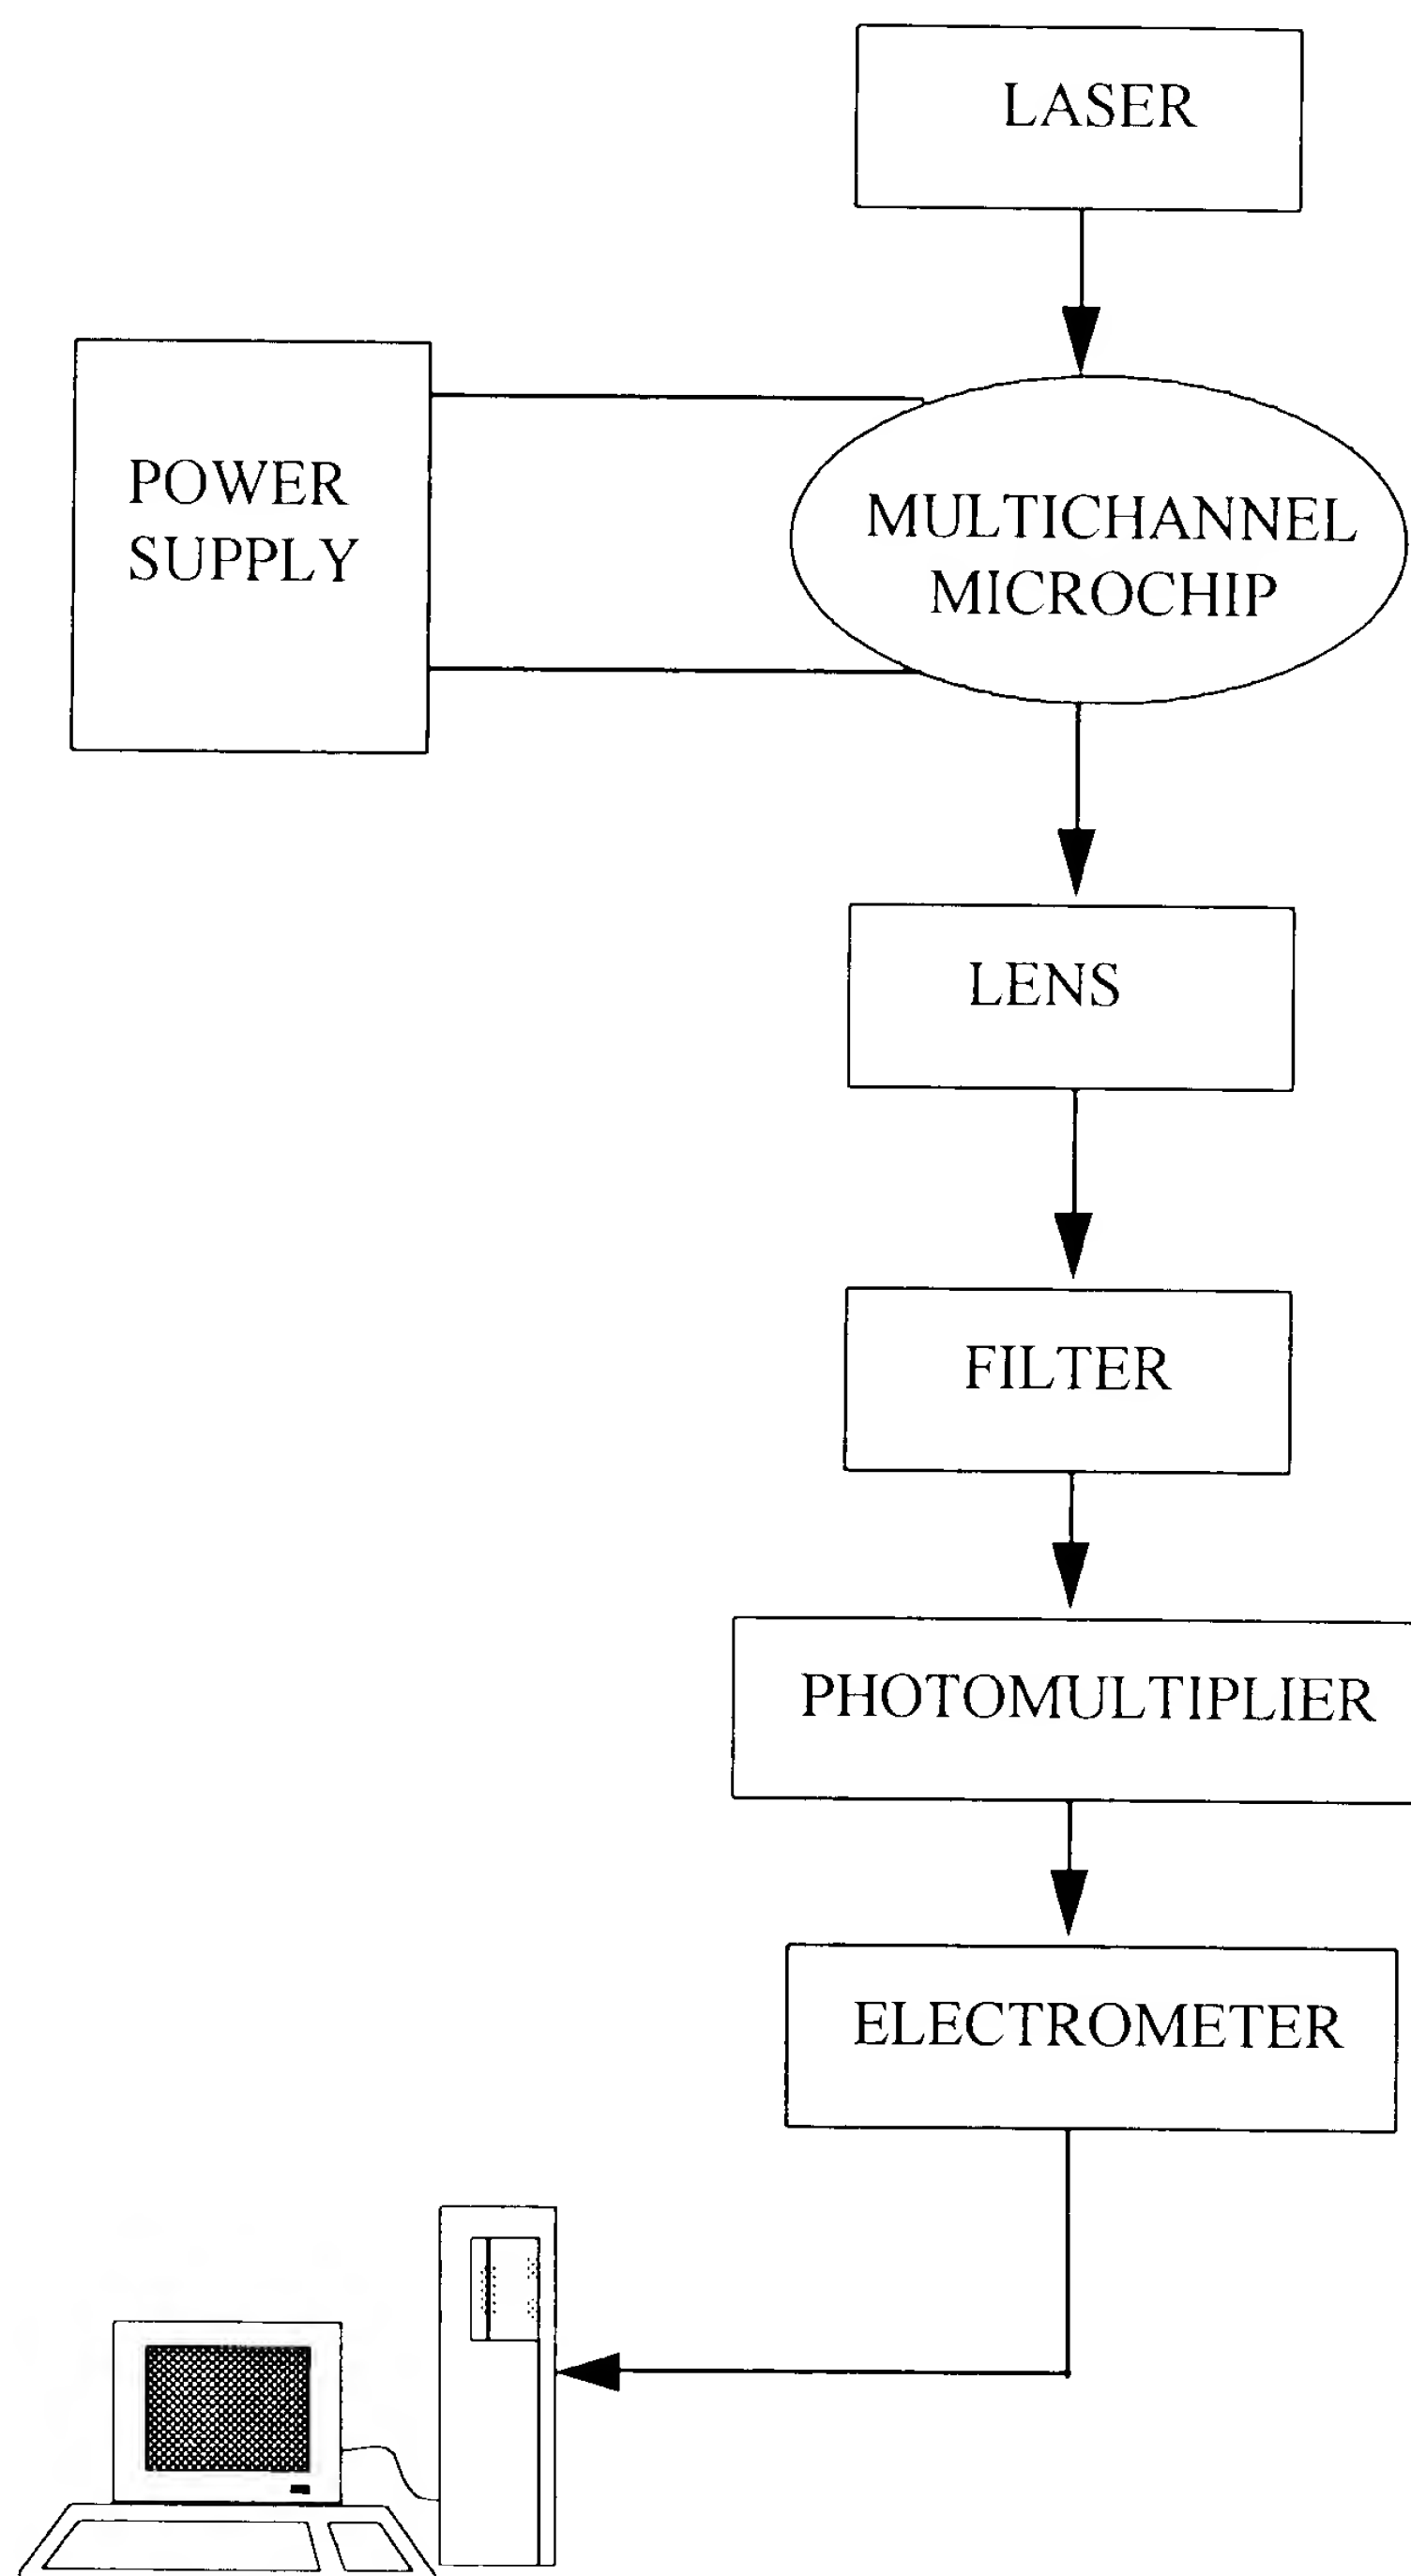 LASER
POWER
SUPPLY
MULTICHANNEL
MICROCHIP
LENS
FILTER
PHOTOMULTIPLIER
ELECTROMETER